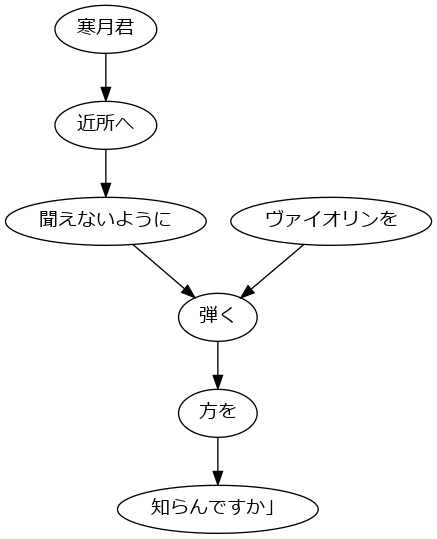 寒月君
近所へ
聞えないように
ヴァイオリンを
弾く
方を
知らんですか」